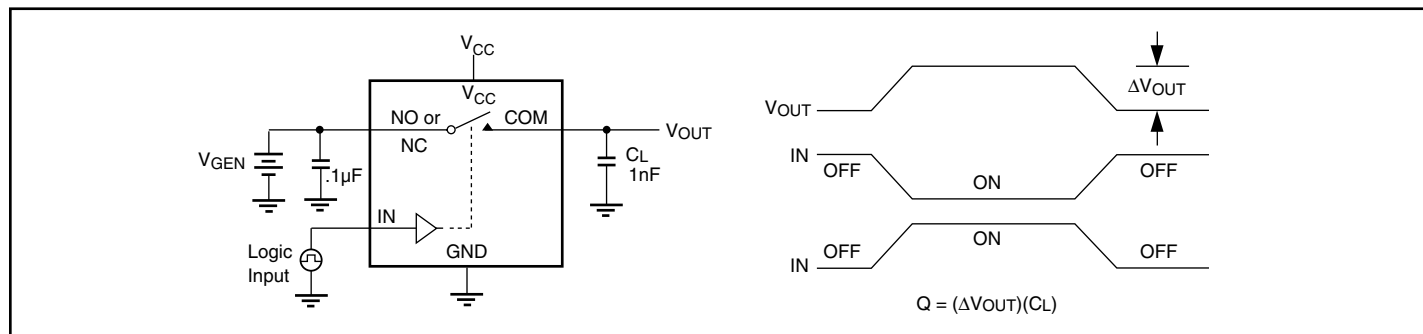 VCC
VCC
NO or
NC
COM
VOUT
VGEN
.1µF
CL
1nF
IN
Logic
Input
GND
VOUT
ΔVOUT
IN
OFF
ON
OFF
IN
OFF
ON
OFF
Q = (ΔVOUT)(CL)